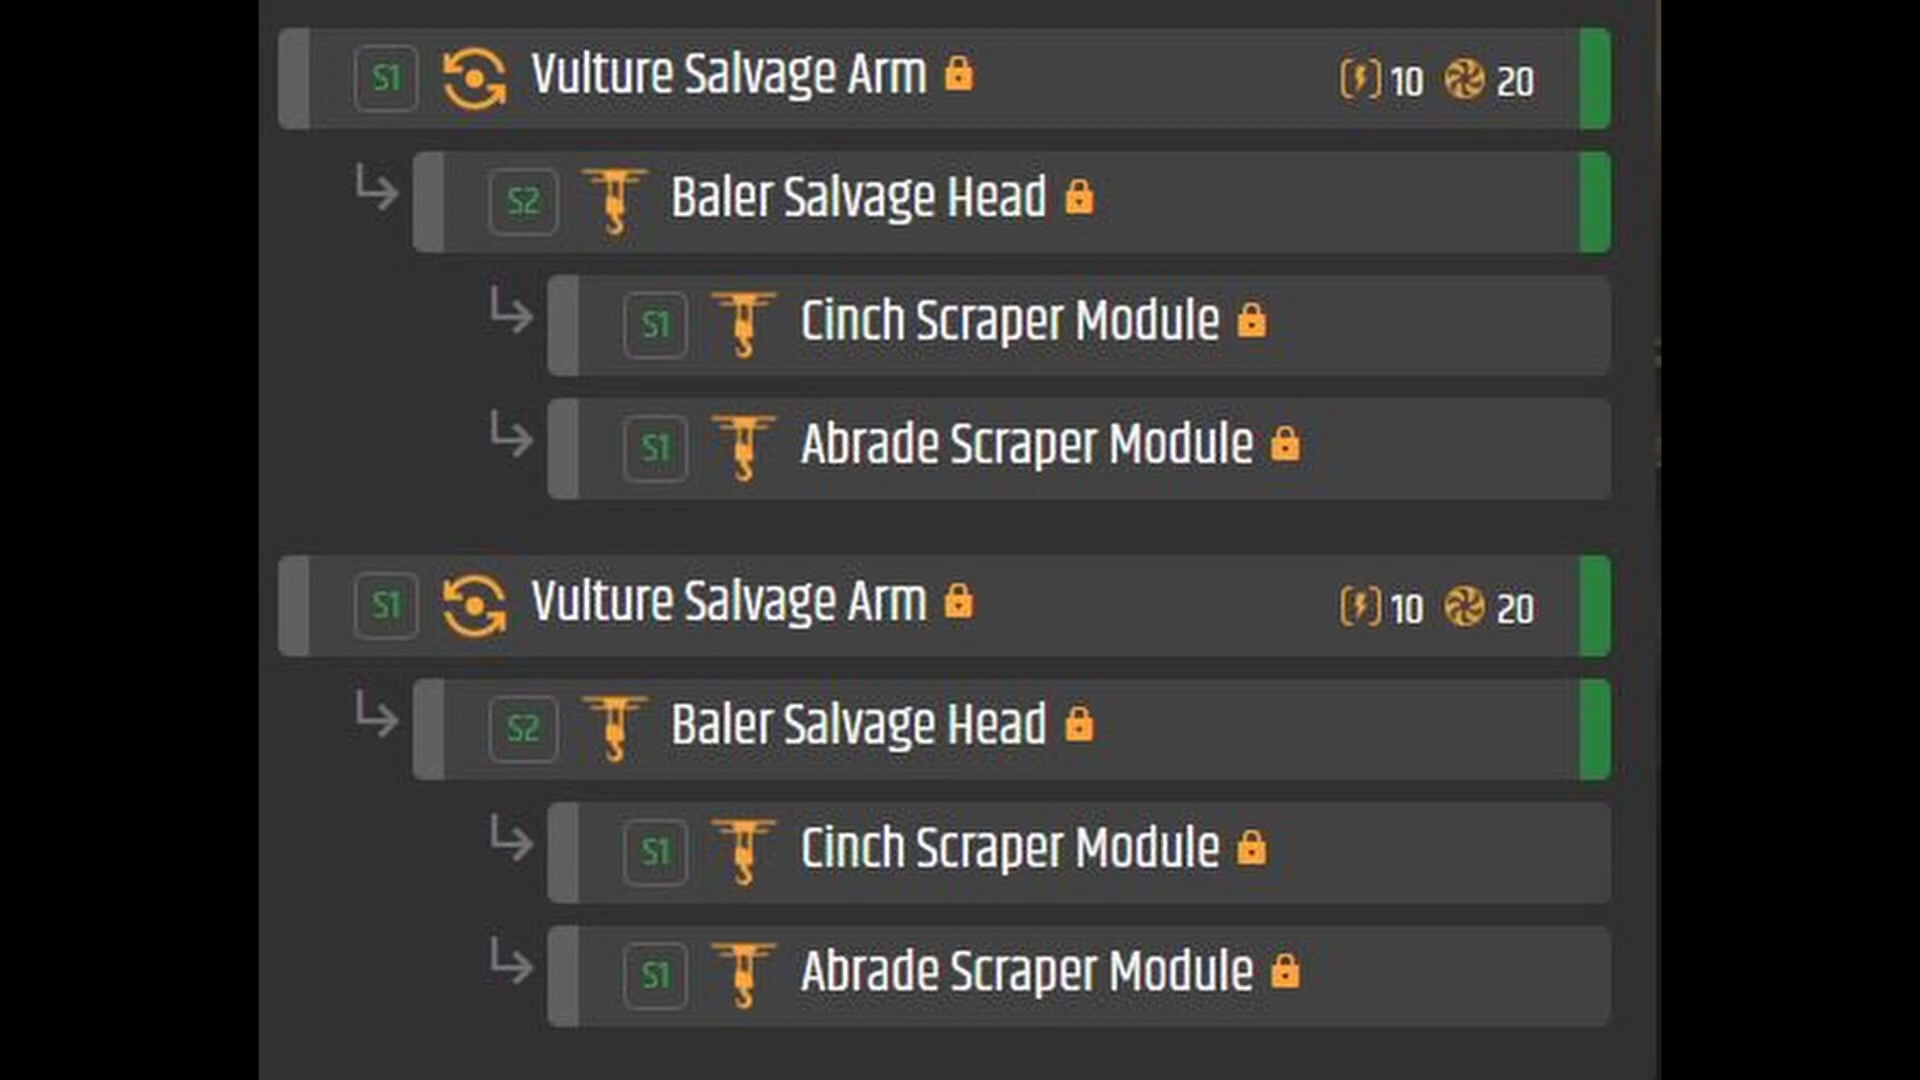 S1 Vulture Salvage Arm 10 20
S2 Baler Salvage Head
S1 Cinch Scraper Module
S1 Abrade Scraper Module
S1 Vulture Salvage Arm 10 20
S2 Baler Salvage Head
S1 Cinch Scraper Module
S1 Abrade Scraper Module